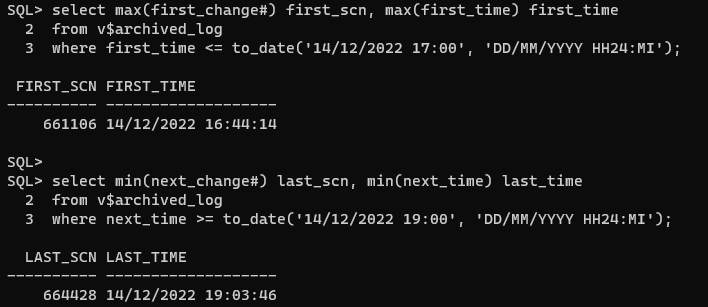 SQL> select max(first_change#) first_scn, max(first_time) first_time
  2  from v$archived_log
  3  where first_time <= to_date('14/12/2022 17:00', 'DD/MM/YYYY HH24:MI');
 FIRST_SCN FIRST_TIME
---------- -------------------
    661106 14/12/2022 16:44:14
SQL>
SQL> select min(next_change#) last_scn, min(next_time) last_time
  2  from v$archived_log
  3  where next_time >= to_date('14/12/2022 19:00', 'DD/MM/YYYY HH24:MI');
  LAST_SCN LAST_TIME
---------- -------------------
    664428 14/12/2022 19:03:46